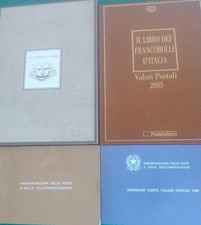 IL LIBRO DEI
FRANCOBOLLI
D'ITALIA
Valori Postali
2003
Posteitaliane
AMMINISTRAZIONE DELLE POSTE
E DELLE TELECOMUNICAZIONI
AMMINISTRAZIONE DELLE POSTE
E DELLE TELECOMUNICAZIONI
EMISSIONI CARTE VALORI POSTALI